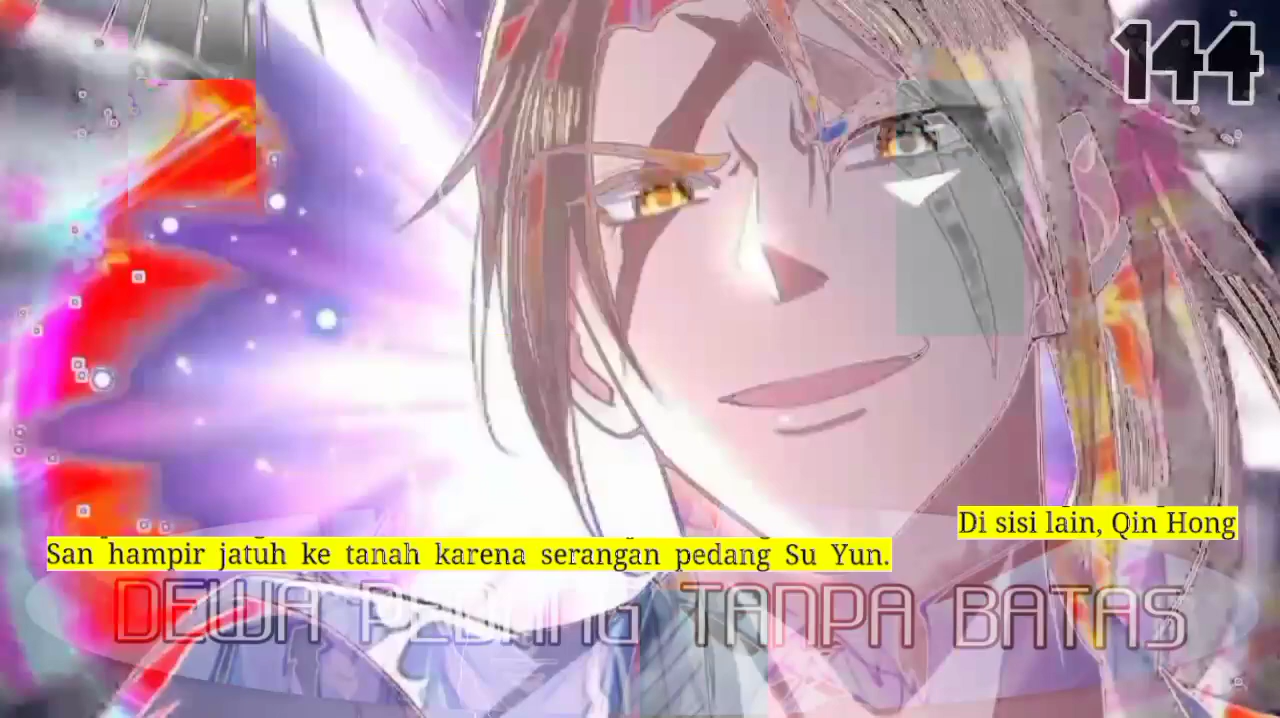 144
Di sisi lain, Qin Hong
San hampir jatuh ke tanah karena serangan pedang Su Yun.
DEWA PEDANG TANPA BATAS